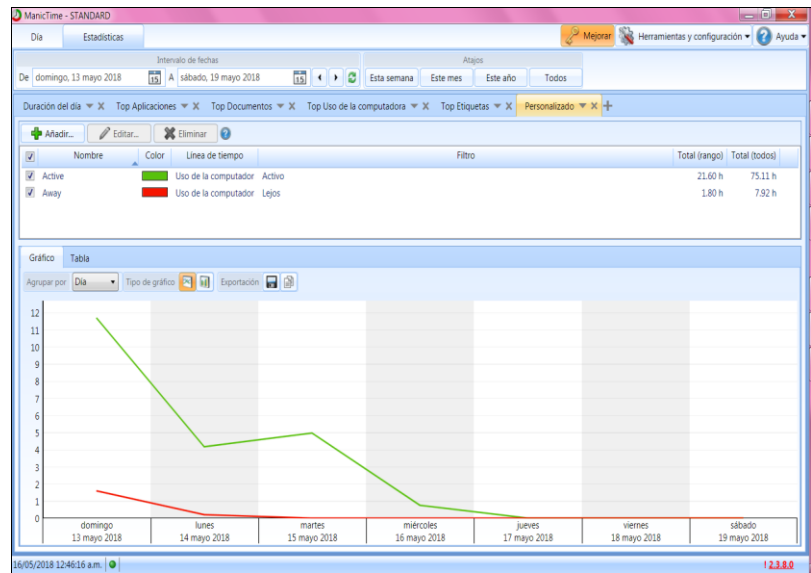 ManicTime - STANDARD
Día Estadísticas Mejorar Herramientas y configuración Ayuda
Intervalo de fechas Atajos
De domingo, 13 mayo 2018 15 A sábado, 19 mayo 2018 15 Esta semana Este mes Este año Todos
Duración del día X Top Aplicaciones X Top Documentos X Top Uso de la computadora X Top Etiquetas X Personalizado X
Añadir... Editar... Eliminar
Nombre Color Línea de tiempo Filtro Total (rango) Total (todos)
Active Uso de la computador Activo 21.60 h 75.11 h
Away Uso de la computador Lejos 1.80 h 7.92 h
Gráfico Tabla
Agrupar por Día Tipo de gráfico Exportación
12
11
10
9
8
7
6
5
4
3
2
1
0
domingo lunes martes miércoles jueves viernes sábado
13 mayo 2018 14 mayo 2018 15 mayo 2018 16 mayo 2018 17 mayo 2018 18 mayo 2018 19 mayo 2018
16/05/2018 12:46:16 a.m. ! 2.3.8.0